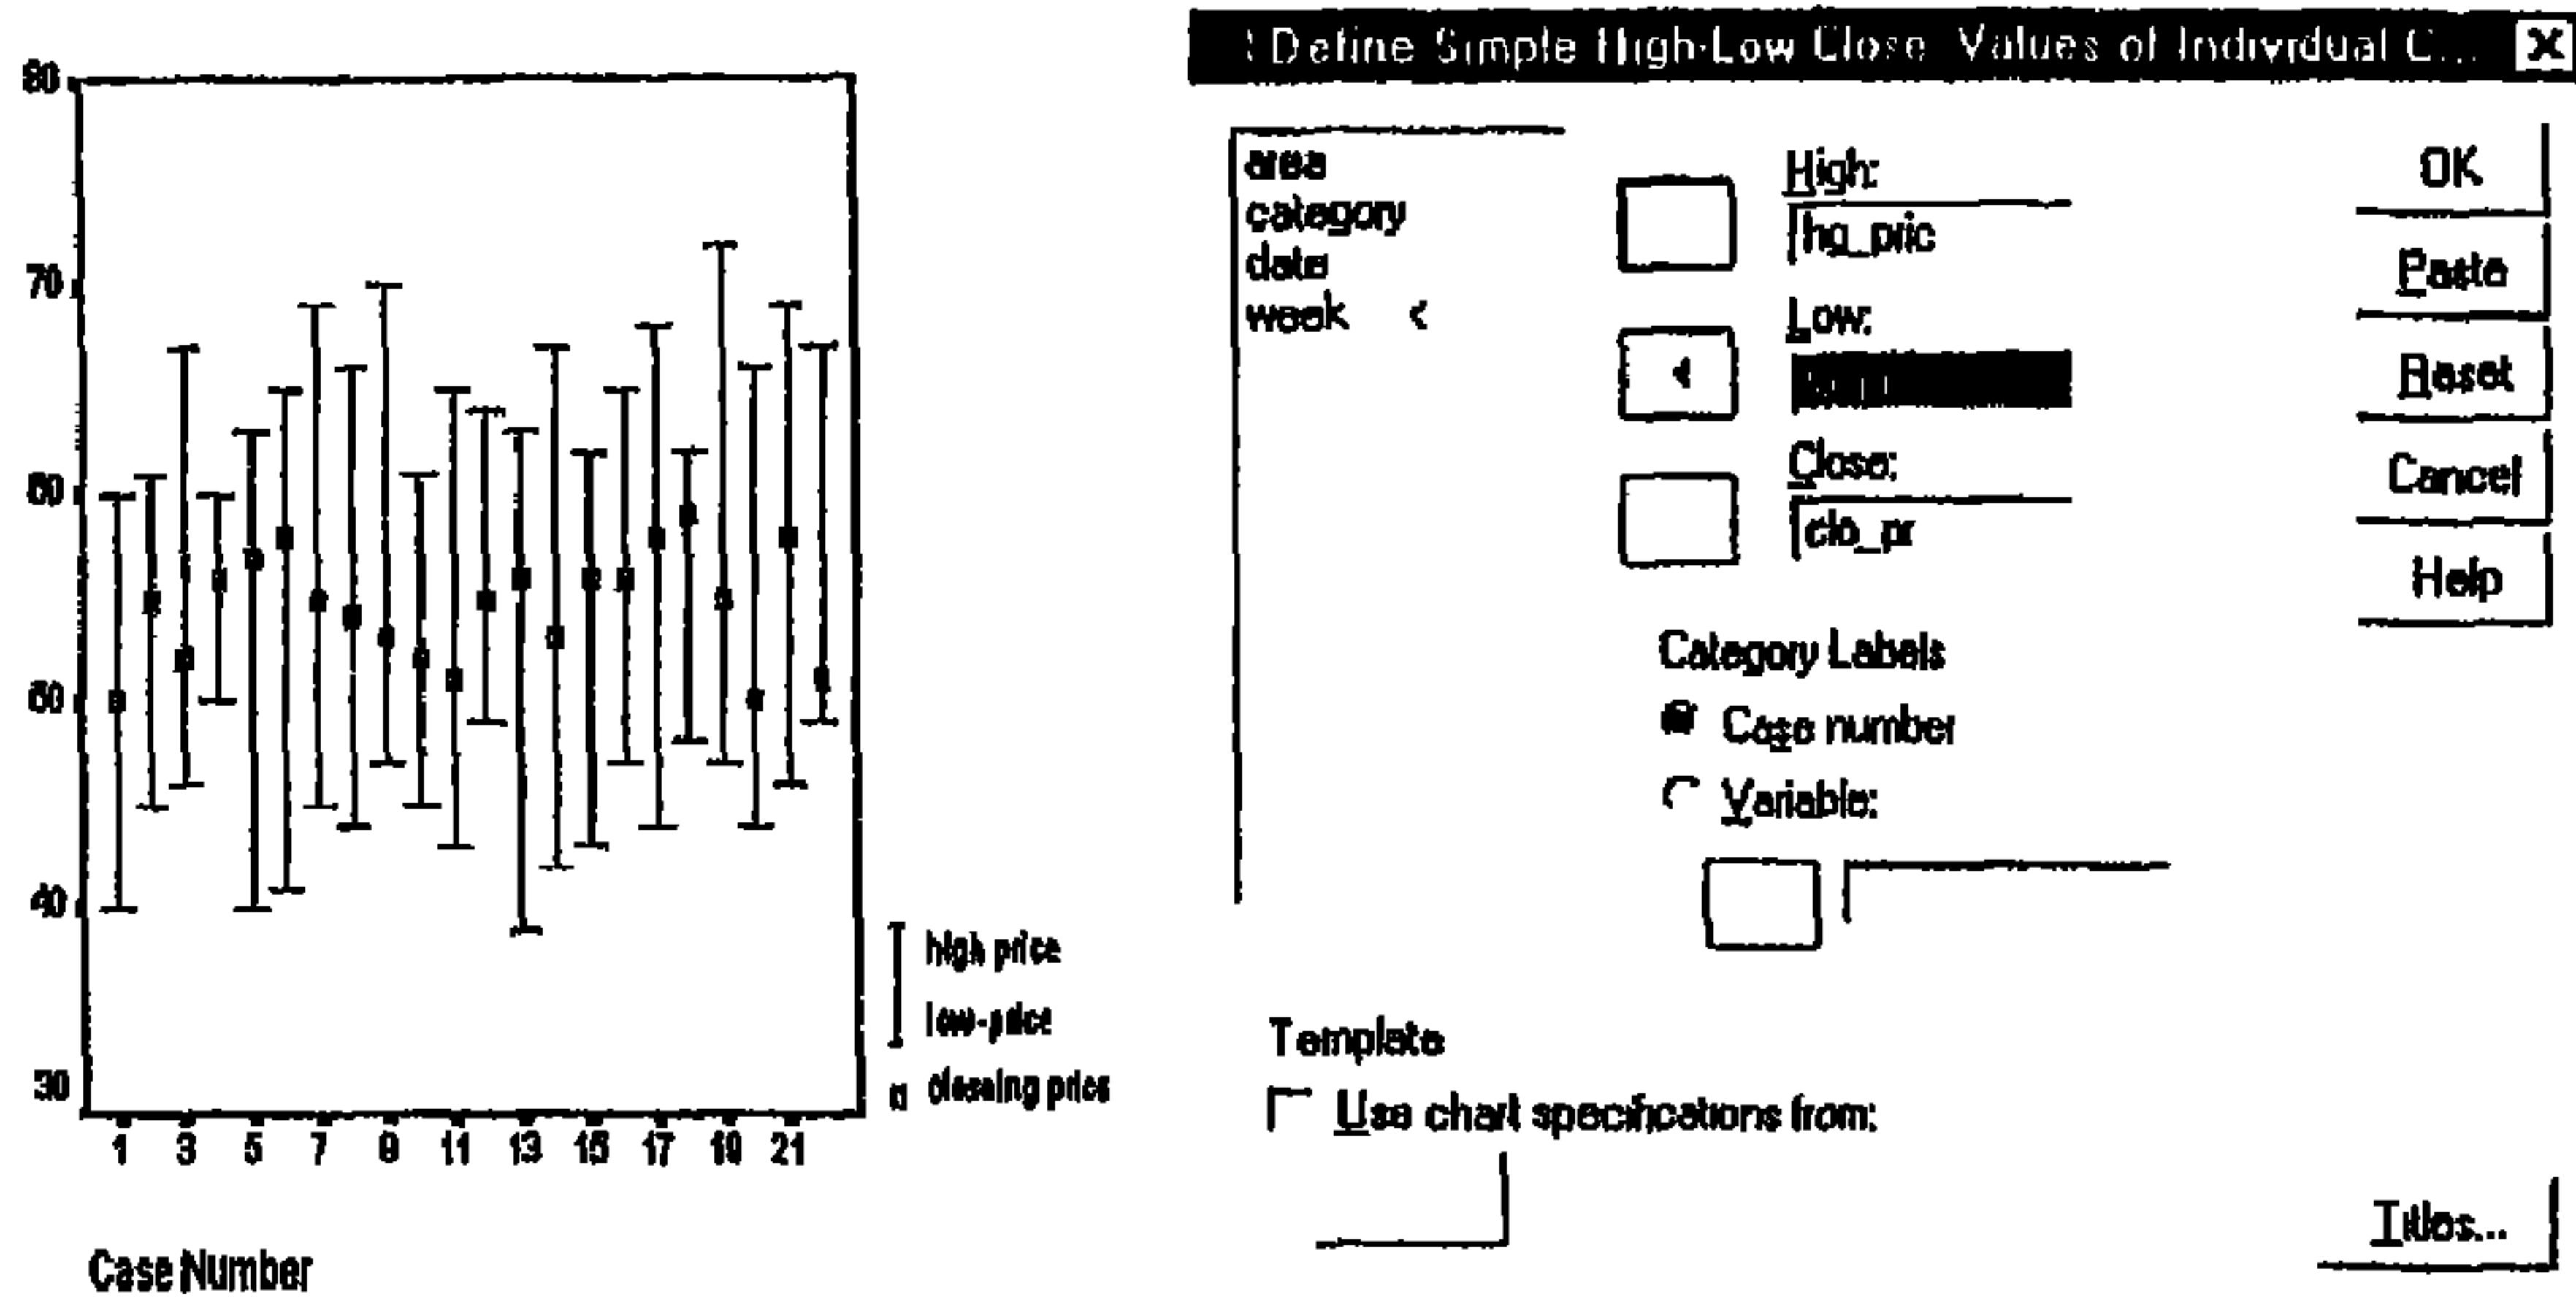 80
70
60
50
40
30
1 3 5 7 9 11 13 15 17 19 21
Case Number
high price
low-price
closeing price
Define Simple High-Low Close Values of Individual C...
area
category
date
week <
High:
hg_pric
Low:
Close:
clo_pr
OK
Paste
Reset
Cancel
Help
Category Labels
Case number
Variable:
Template
Use chart specifications from:
Titles...